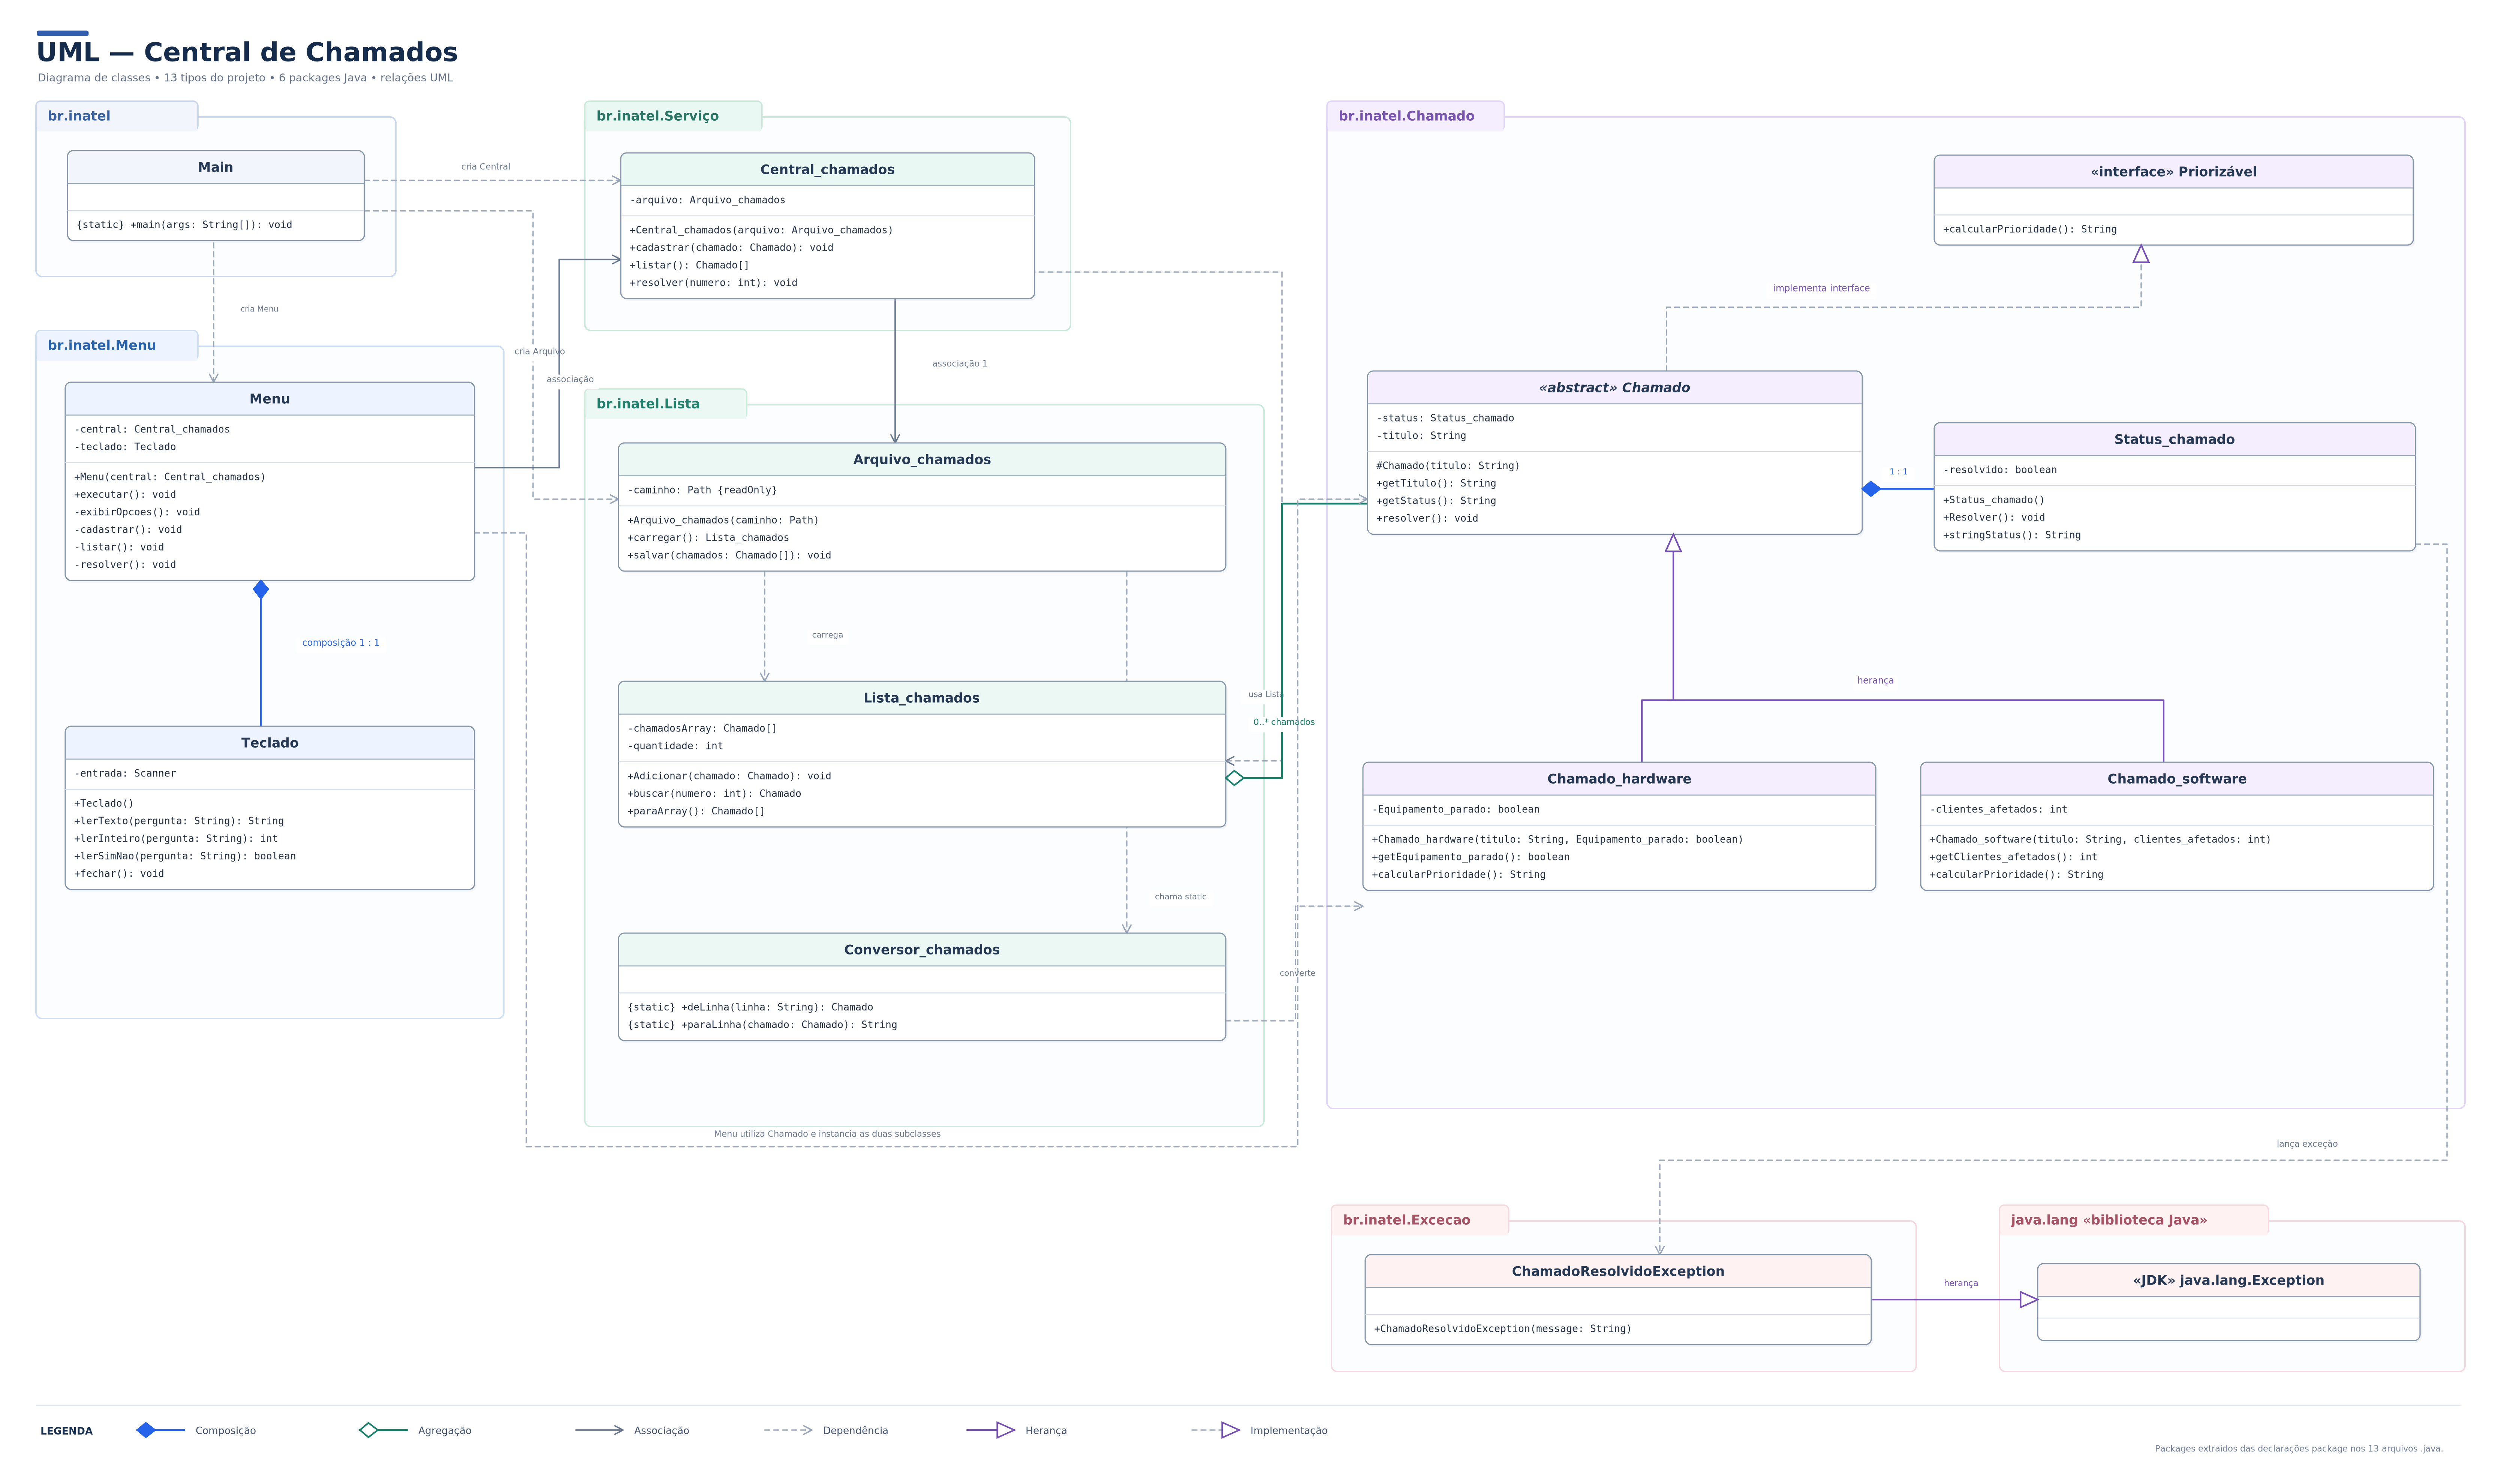 UML — Central de Chamados
Diagrama de classes • 13 tipos do projeto • 6 packages Java • relações UML
br.inatel
Main
{static} +main(args: String[]): void
cria Central
cria Menu
cria Arquivo
associação
br.inatel.Menu
Menu
-central: Central_chamados
-teclado: Teclado
+Menu(central: Central_chamados)
+executar(): void
-exibirOpcoes(): void
-cadastrar(): void
-listar(): void
-resolver(): void
composição 1 : 1
Teclado
-entrada: Scanner
+Teclado()
+lerTexto(pergunta: String): String
+lerInteiro(pergunta: String): int
+lerSimNao(pergunta: String): boolean
+fechar(): void
br.inatel.Serviço
Central_chamados
-arquivo: Arquivo_chamados
+Central_chamados(arquivo: Arquivo_chamados)
+cadastrar(chamado: Chamado): void
+listar(): Chamado[]
+resolver(numero: int): void
associação 1
br.inatel.Lista
Arquivo_chamados
-caminho: Path {readOnly}
+Arquivo_chamados(caminho: Path)
+carregar(): Lista_chamados
+salvar(chamados: Chamado[]): void
carrega
Lista_chamados
-chamadosArray: Chamado[]
-quantidade: int
+Adicionar(chamado: Chamado): void
+buscar(numero: int): Chamado
+paraArray(): Chamado[]
usa Lista
0..* chamados
chama static
Conversor_chamados
{static} +deLinha(linha: String): Chamado
{static} +paraLinha(chamado: Chamado): String
converte
Menu utiliza Chamado e instancia as duas subclasses
br.inatel.Chamado
«interface» Priorizável
+calcularPrioridade(): String
implementa interface
«abstract» Chamado
-status: Status_chamado
-titulo: String
#Chamado(titulo: String)
+getTitulo(): String
+getStatus(): String
+resolver(): void
1 : 1
Status_chamado
-resolvido: boolean
+Status_chamado()
+Resolver(): void
+stringStatus(): String
herança
Chamado_hardware
-Equipamento_parado: boolean
+Chamado_hardware(titulo: String, Equipamento_parado: boolean)
+getEquipamento_parado(): boolean
+calcularPrioridade(): String
Chamado_software
-clientes_afetados: int
+Chamado_software(titulo: String, clientes_afetados: int)
+getClientes_afetados(): int
+calcularPrioridade(): String
lança exceção
br.inatel.Excecao
ChamadoResolvidoException
+ChamadoResolvidoException(message: String)
herança
java.lang «biblioteca Java»
«JDK» java.lang.Exception
LEGENDA
Composição
Agregação
Associação
Dependência
Herança
Implementação
Packages extraídos das declarações package nos 13 arquivos .java.